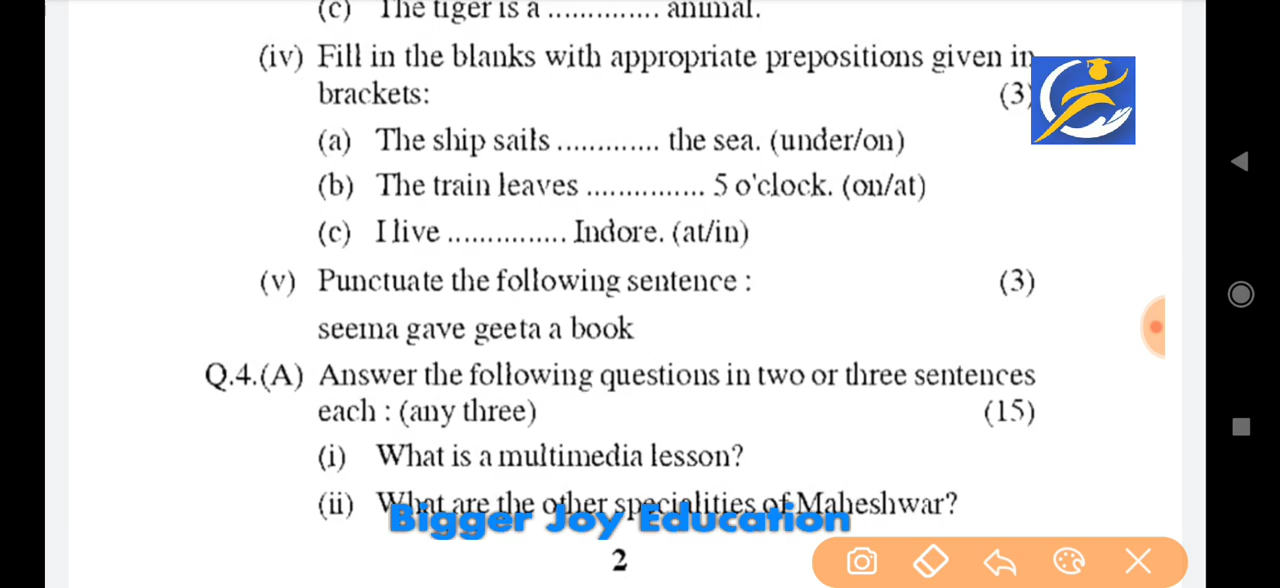 (c) The tiger is a .............. animal.
(iv) Fill in the blanks with appropriate prepositions given in
brackets: (3)
(a) The ship sails ............. the sea. (under/on)
(b) The train leaves ............... 5 o'clock. (on/at)
(c) I live ............... Indore. (at/in)
(v) Punctuate the following sentence : (3)
seema gave geeta a book
Q.4.(A) Answer the following questions in two or three sentences
each : (any three) (15)
(i) What is a multimedia lesson?
(ii) What are the other specialities of Maheshwar?
Bigger Joy Education
2